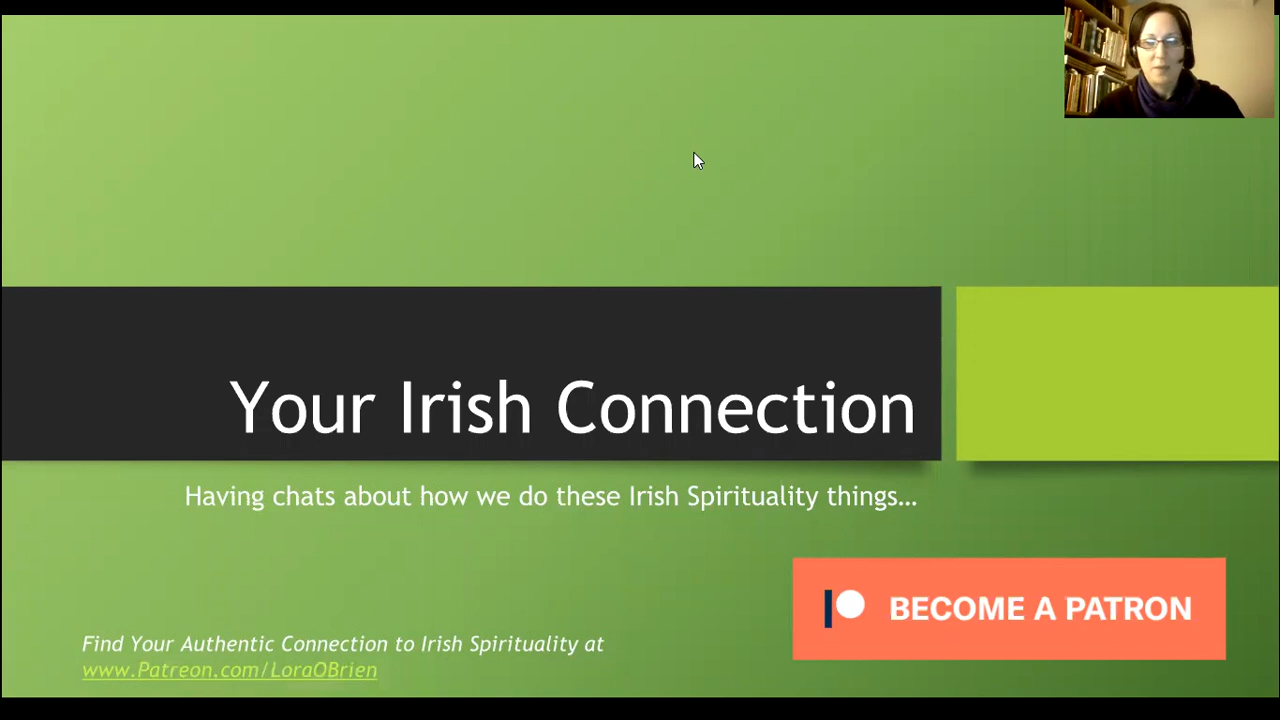 Your Irish Connection
Having chats about how we do these Irish Spirituality things...
BECOME A PATRON
Find Your Authentic Connection to Irish Spirituality at
www.Patreon.com/LoraOBrien